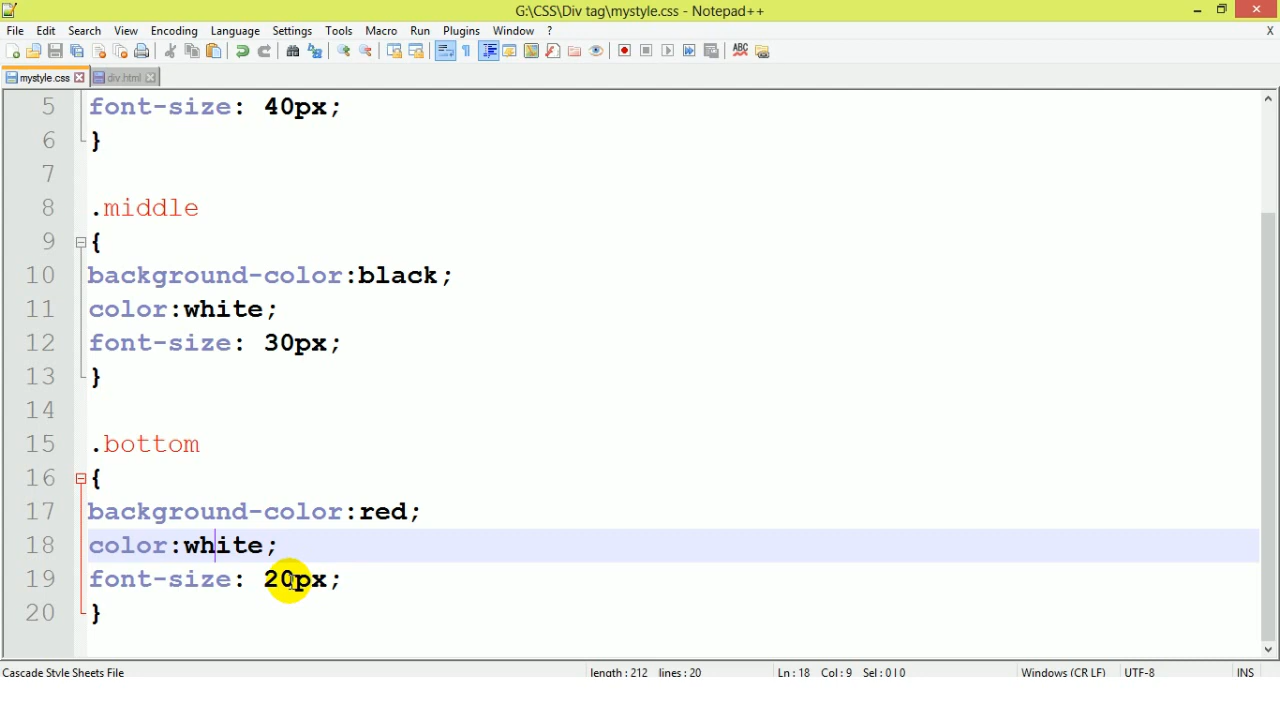 G:\CSS\Div tag\mystyle.css - Notepad++
File Edit Search View Encoding Language Settings Tools Macro Run Plugins Window ? X
mystyle.css div.html
5 font-size: 40px;
6 }
7
8 .middle
9 {
10 background-color:black;
11 color:white;
12 font-size: 30px;
13 }
14
15 .bottom
16 {
17 background-color:red;
18 color:white;
19 font-size: 20px;
20 }
Cascade Style Sheets File length : 212 lines : 20 Ln : 18 Col : 9 Sel : 0 | 0 Windows (CR LF) UTF-8 INS